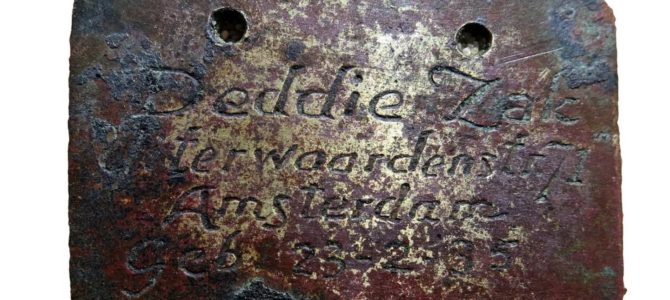 Deddie Zak
Uiterwaardenstr 71
Amsterdam
geb 23-2-'35